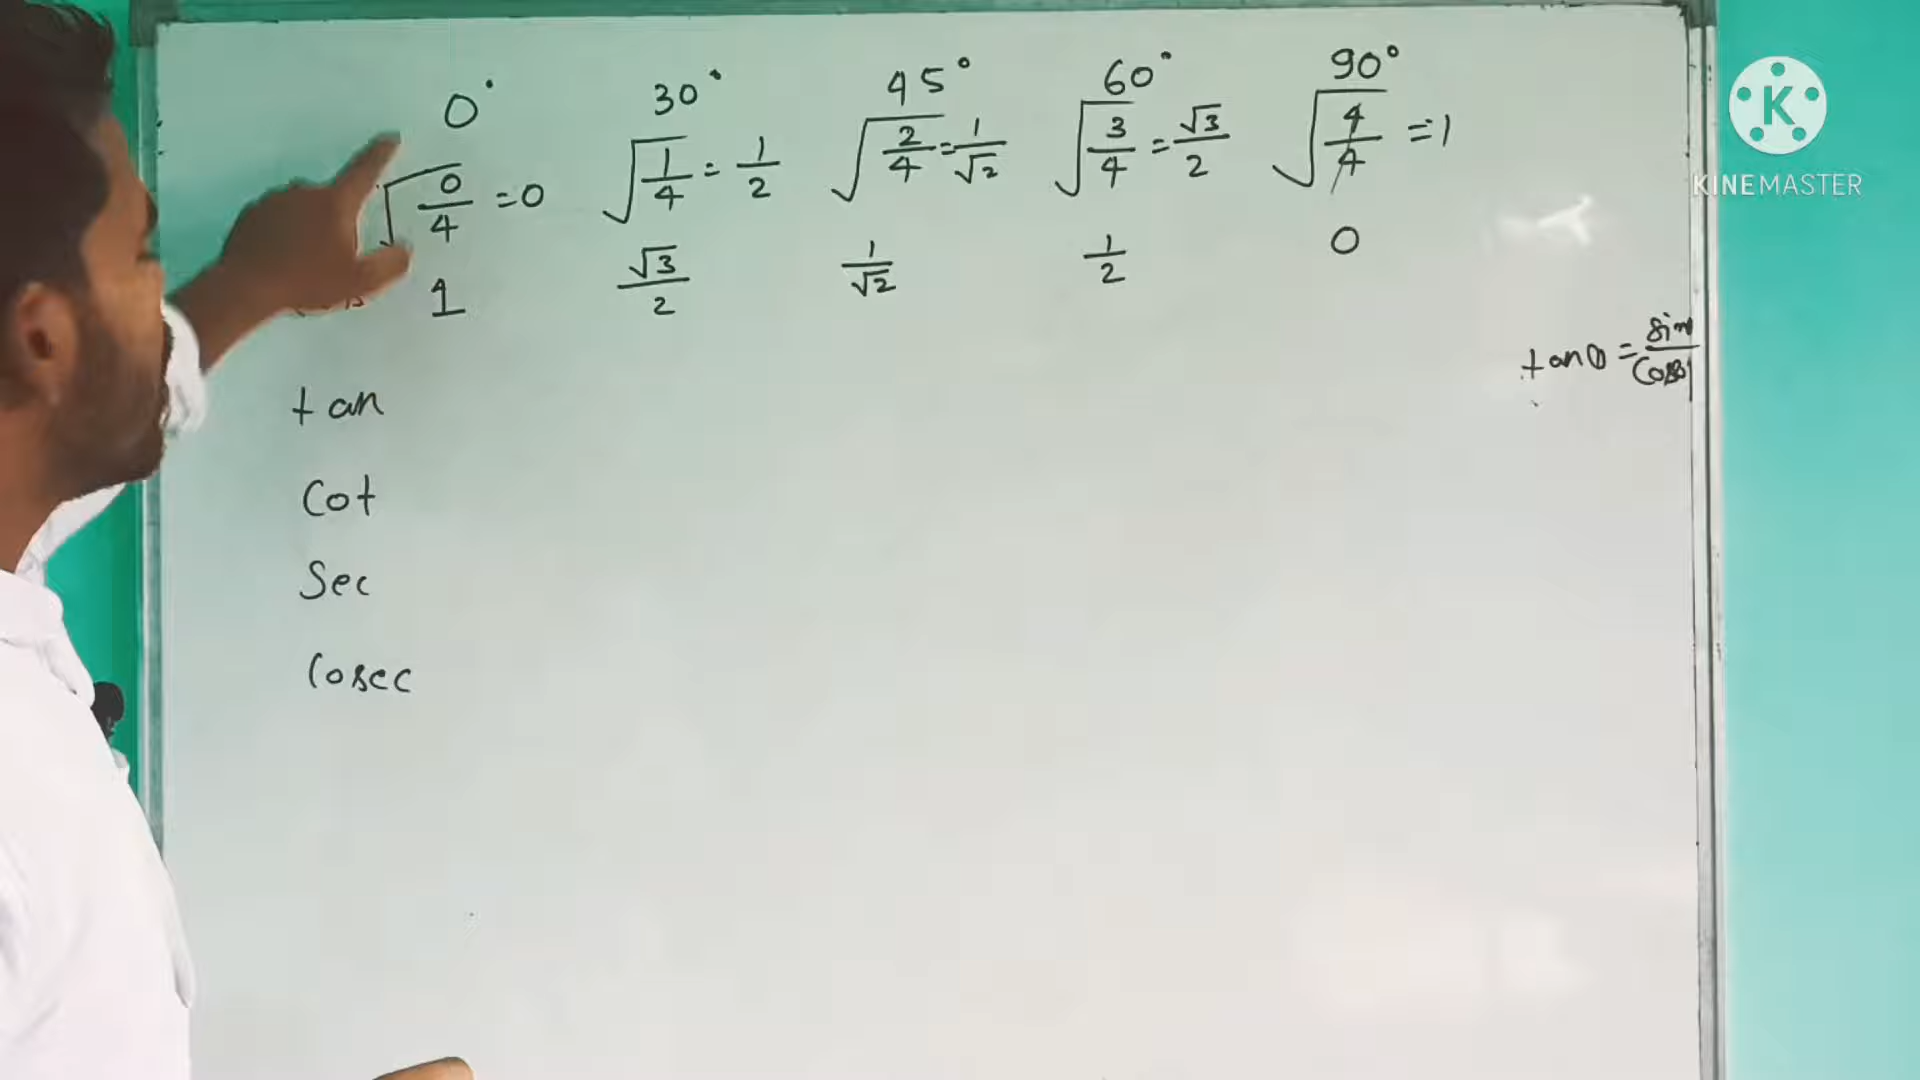 0° 30° 45° 60° 90°
√0/4 =0 √1/4 = 1/2 √2/4 = 1/√2 √3/4 = √3/2 √4/4 =1
1 √3/2 1/√2 1/2 0
tanθ = sin/cosθ
tan
Cot
Sec
Cosec
K
KINEMASTER